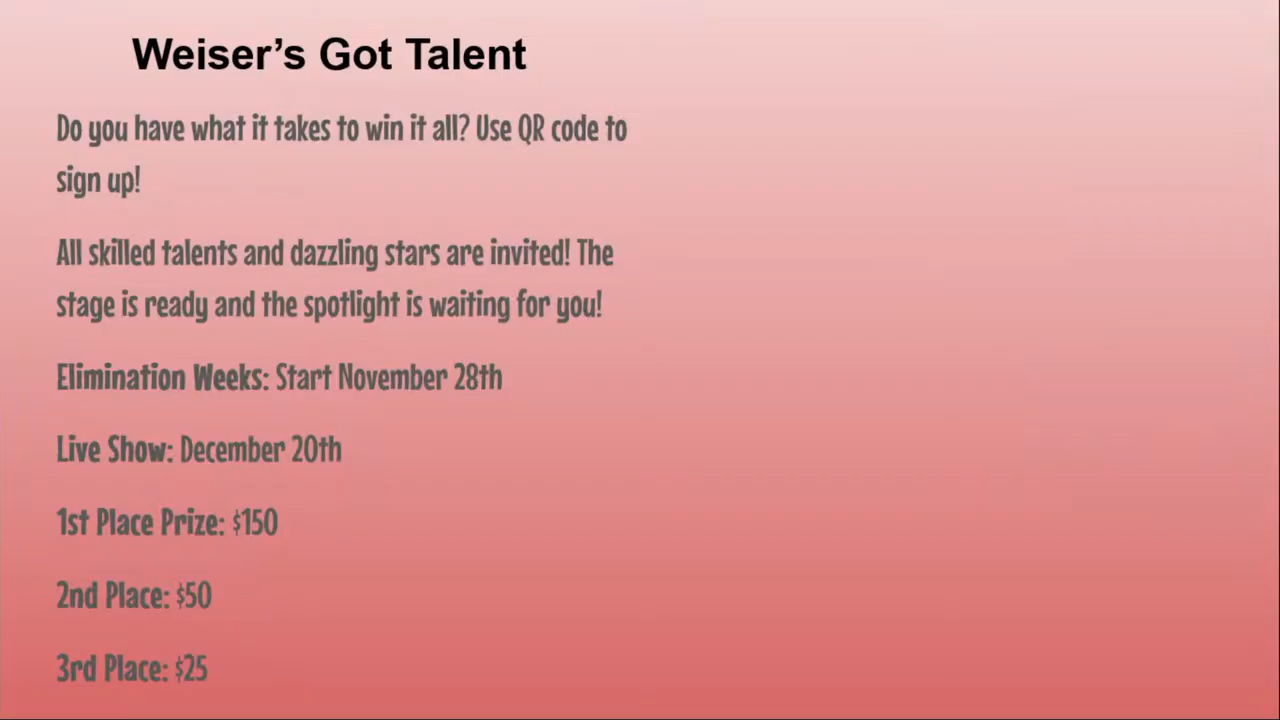 Weiser’s Got Talent
Do you have what it takes to win it all? Use QR code to
sign up!
All skilled talents and dazzling stars are invited! The
stage is ready and the spotlight is waiting for you!
Elimination Weeks: Start November 28th
Live Show: December 20th
1st Place Prize: $150
2nd Place: $50
3rd Place: $25